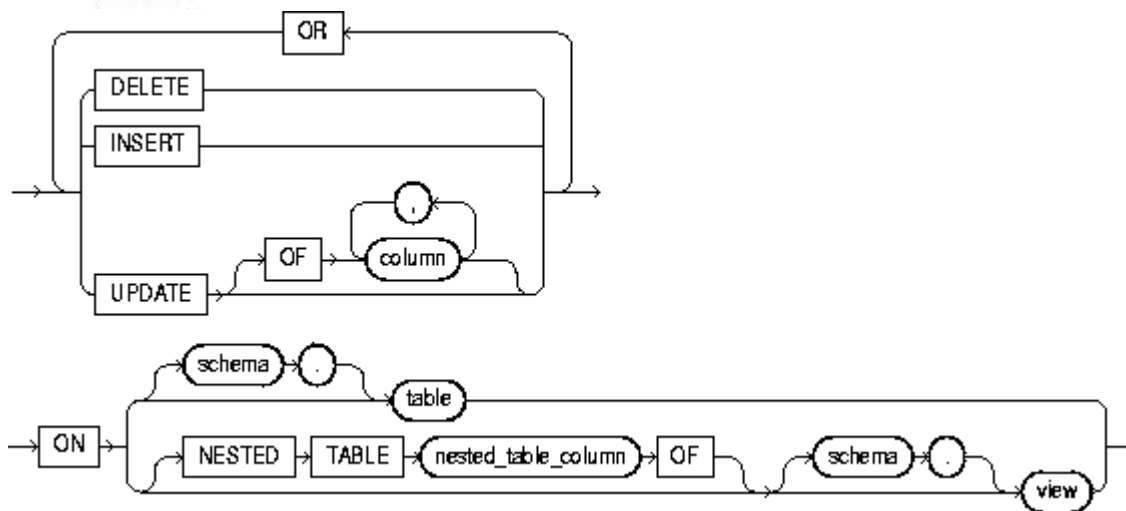 OR
DELETE
INSERT
,
OF column
UPDATE
schema .
table
ON
NESTED TABLE nested_table_column OF schema .
view